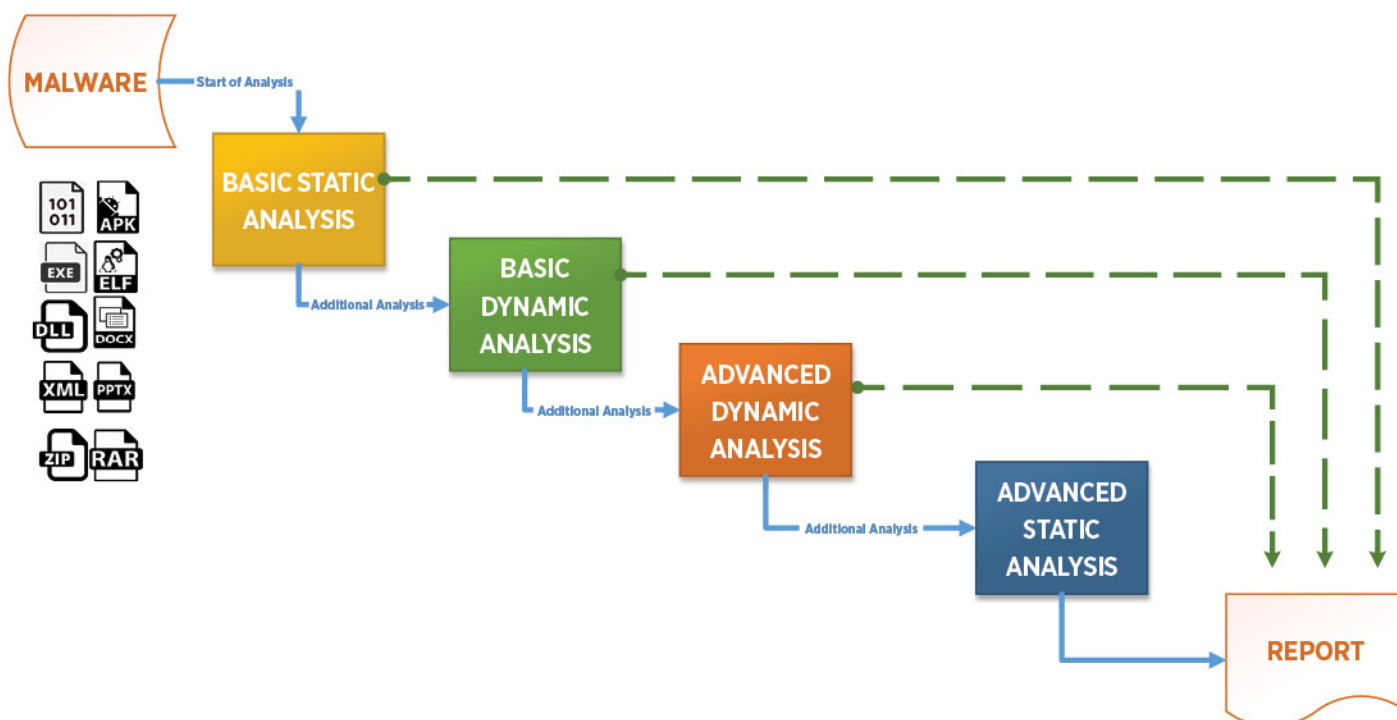 MALWARE
Start of Analysis
101
011
APK
EXE
ELF
DLL
DOCX
XML
PPTX
ZIP
RAR
BASIC STATIC
ANALYSIS
Additional Analysis
BASIC
DYNAMIC
ANALYSIS
Additional Analysis
ADVANCED
DYNAMIC
ANALYSIS
Additional Analysis
ADVANCED
STATIC
ANALYSIS
REPORT